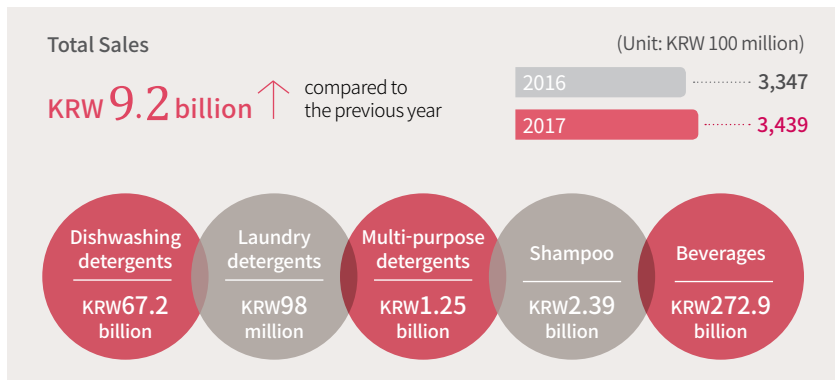 Total Sales
(Unit: KRW 100 million)
KRW 9.2 billion
compared to
the previous year
2016 3,347
2017 3,439
Dishwashing
detergents
KRW67.2
billion
Laundry
detergents
KRW98
million
Multi-purpose
detergents
KRW1.25
billion
Shampoo
KRW2.39
billion
Beverages
KRW272.9
billion